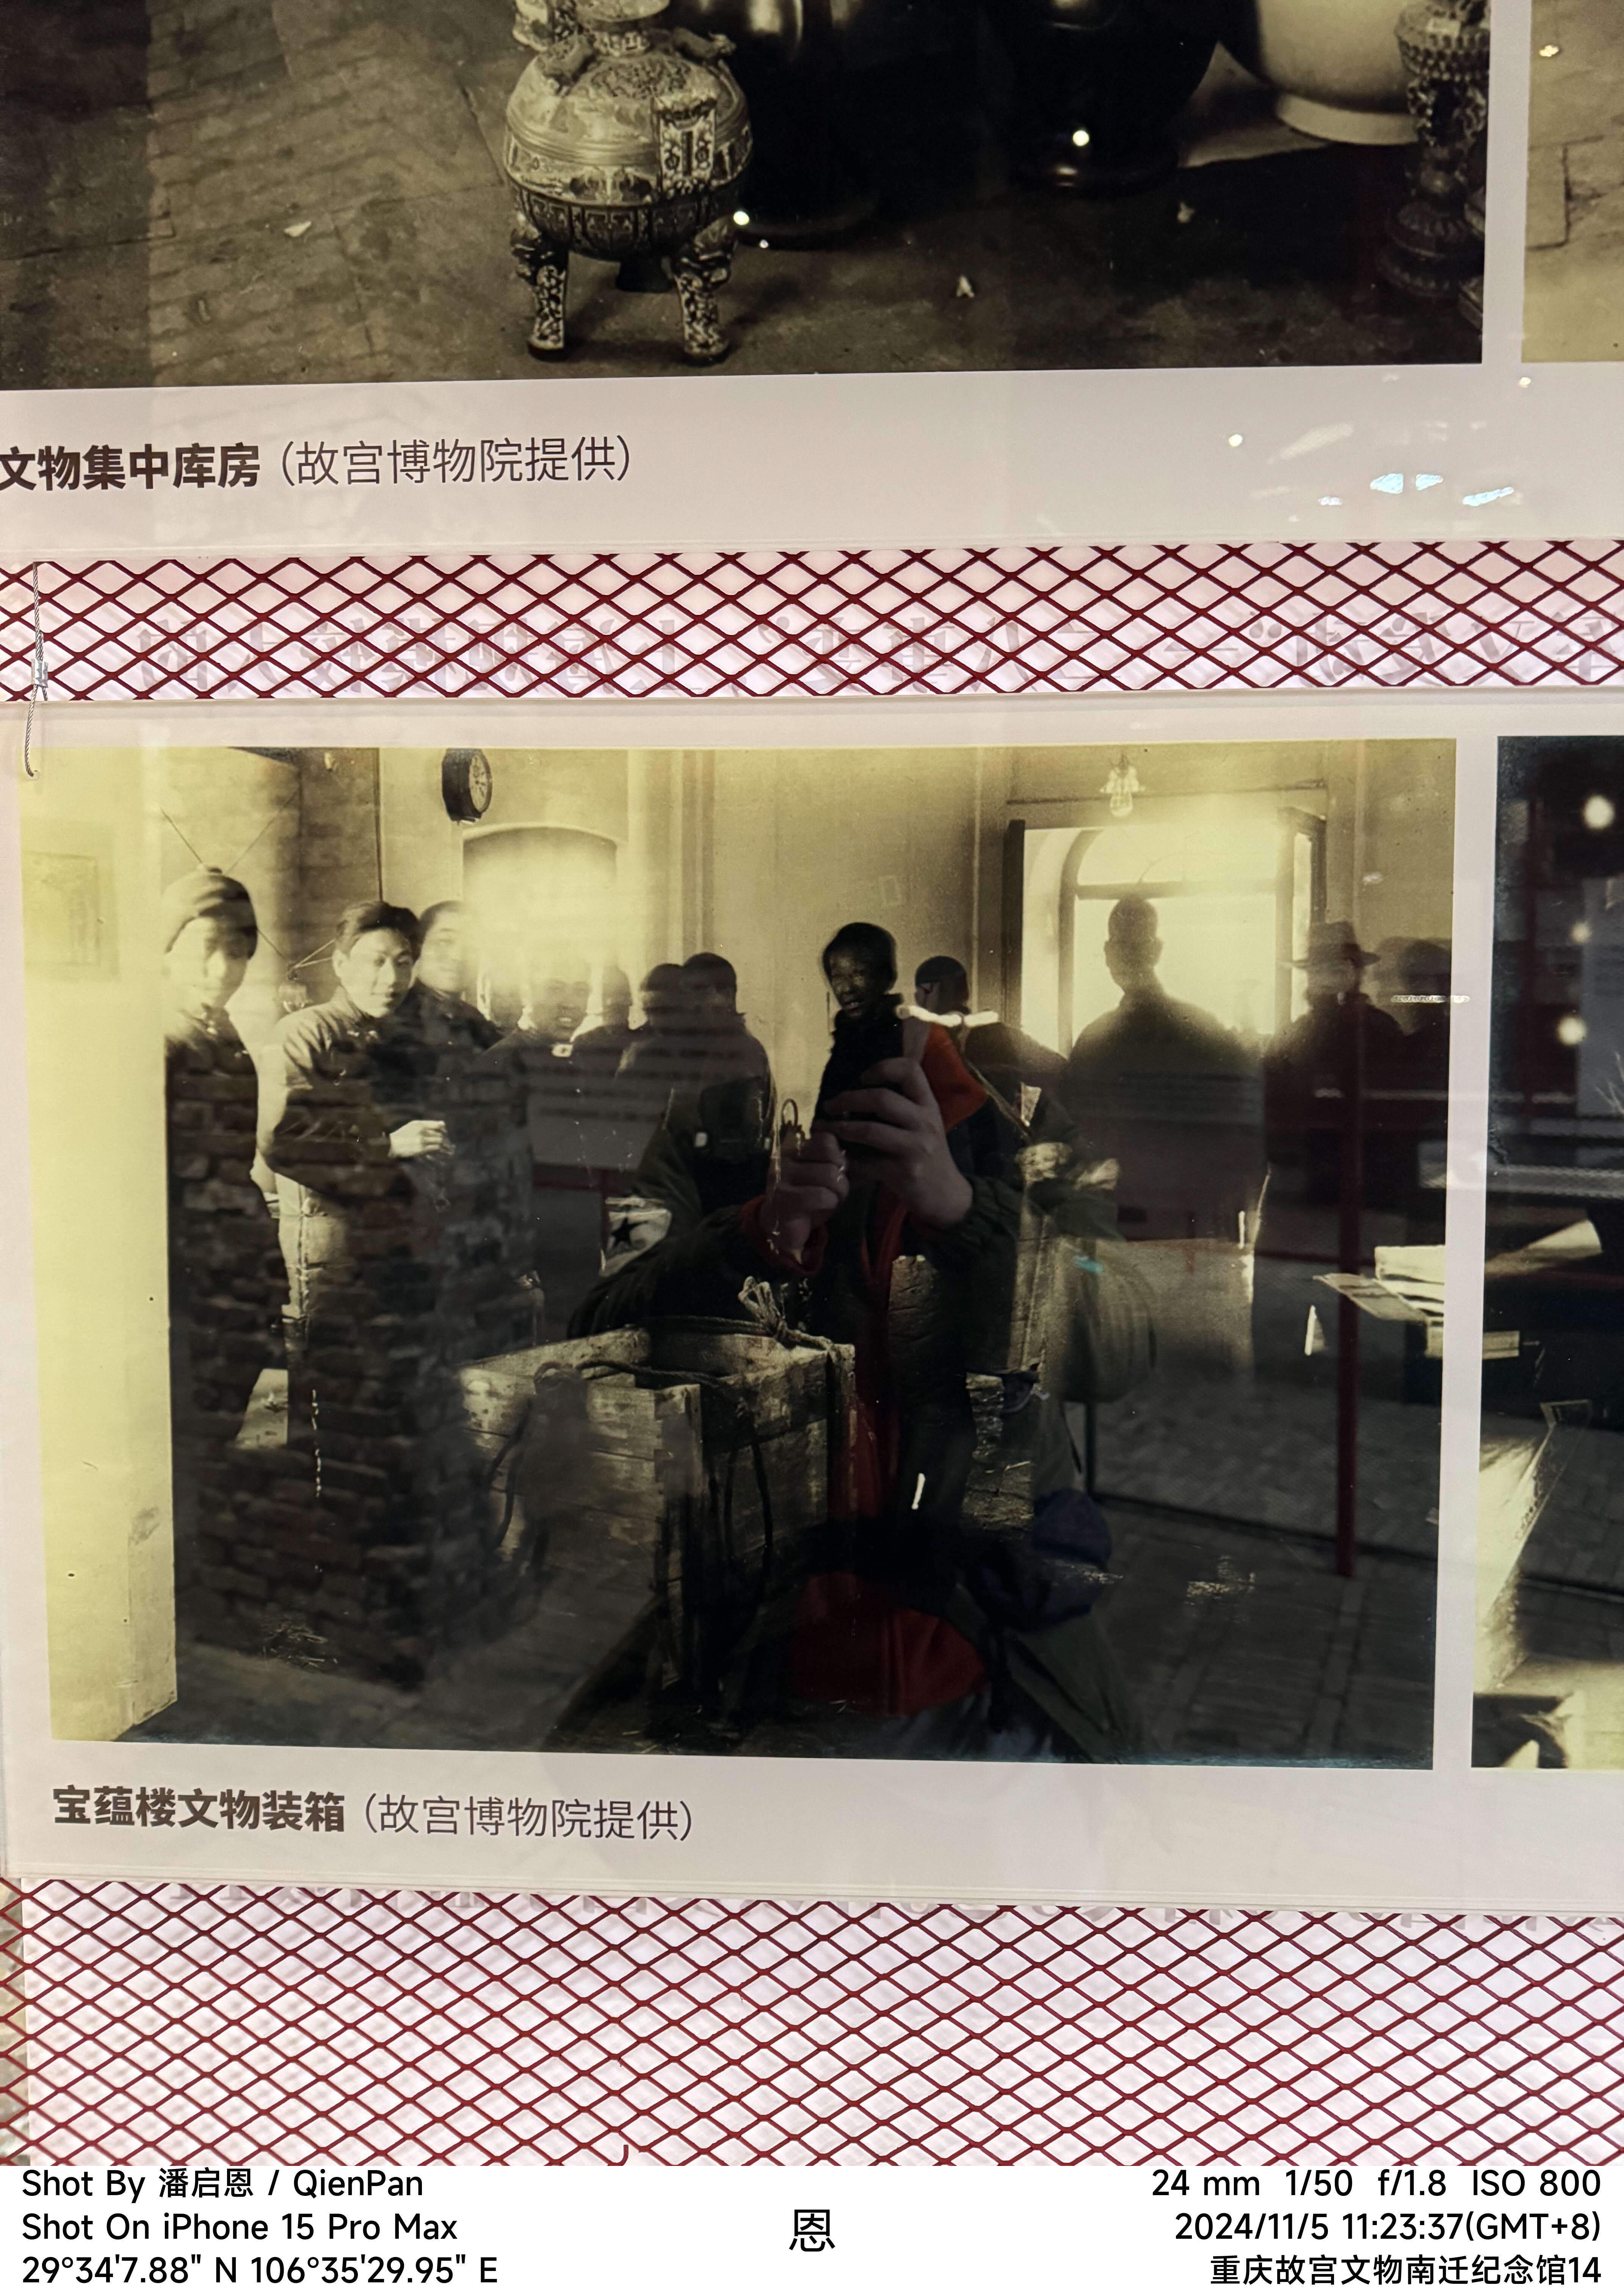 文物集中库房（故宫博物院提供）
宝蕴楼文物装箱（故宫博物院提供）
Shot By 潘启恩 / QienPan
Shot On iPhone 15 Pro Max
29°34'7.88" N 106°35'29.95" E
恩
24 mm 1/50 f/1.8 ISO 800
2024/11/5 11:23:37(GMT+8)
重庆故宫文物南迁纪念馆14